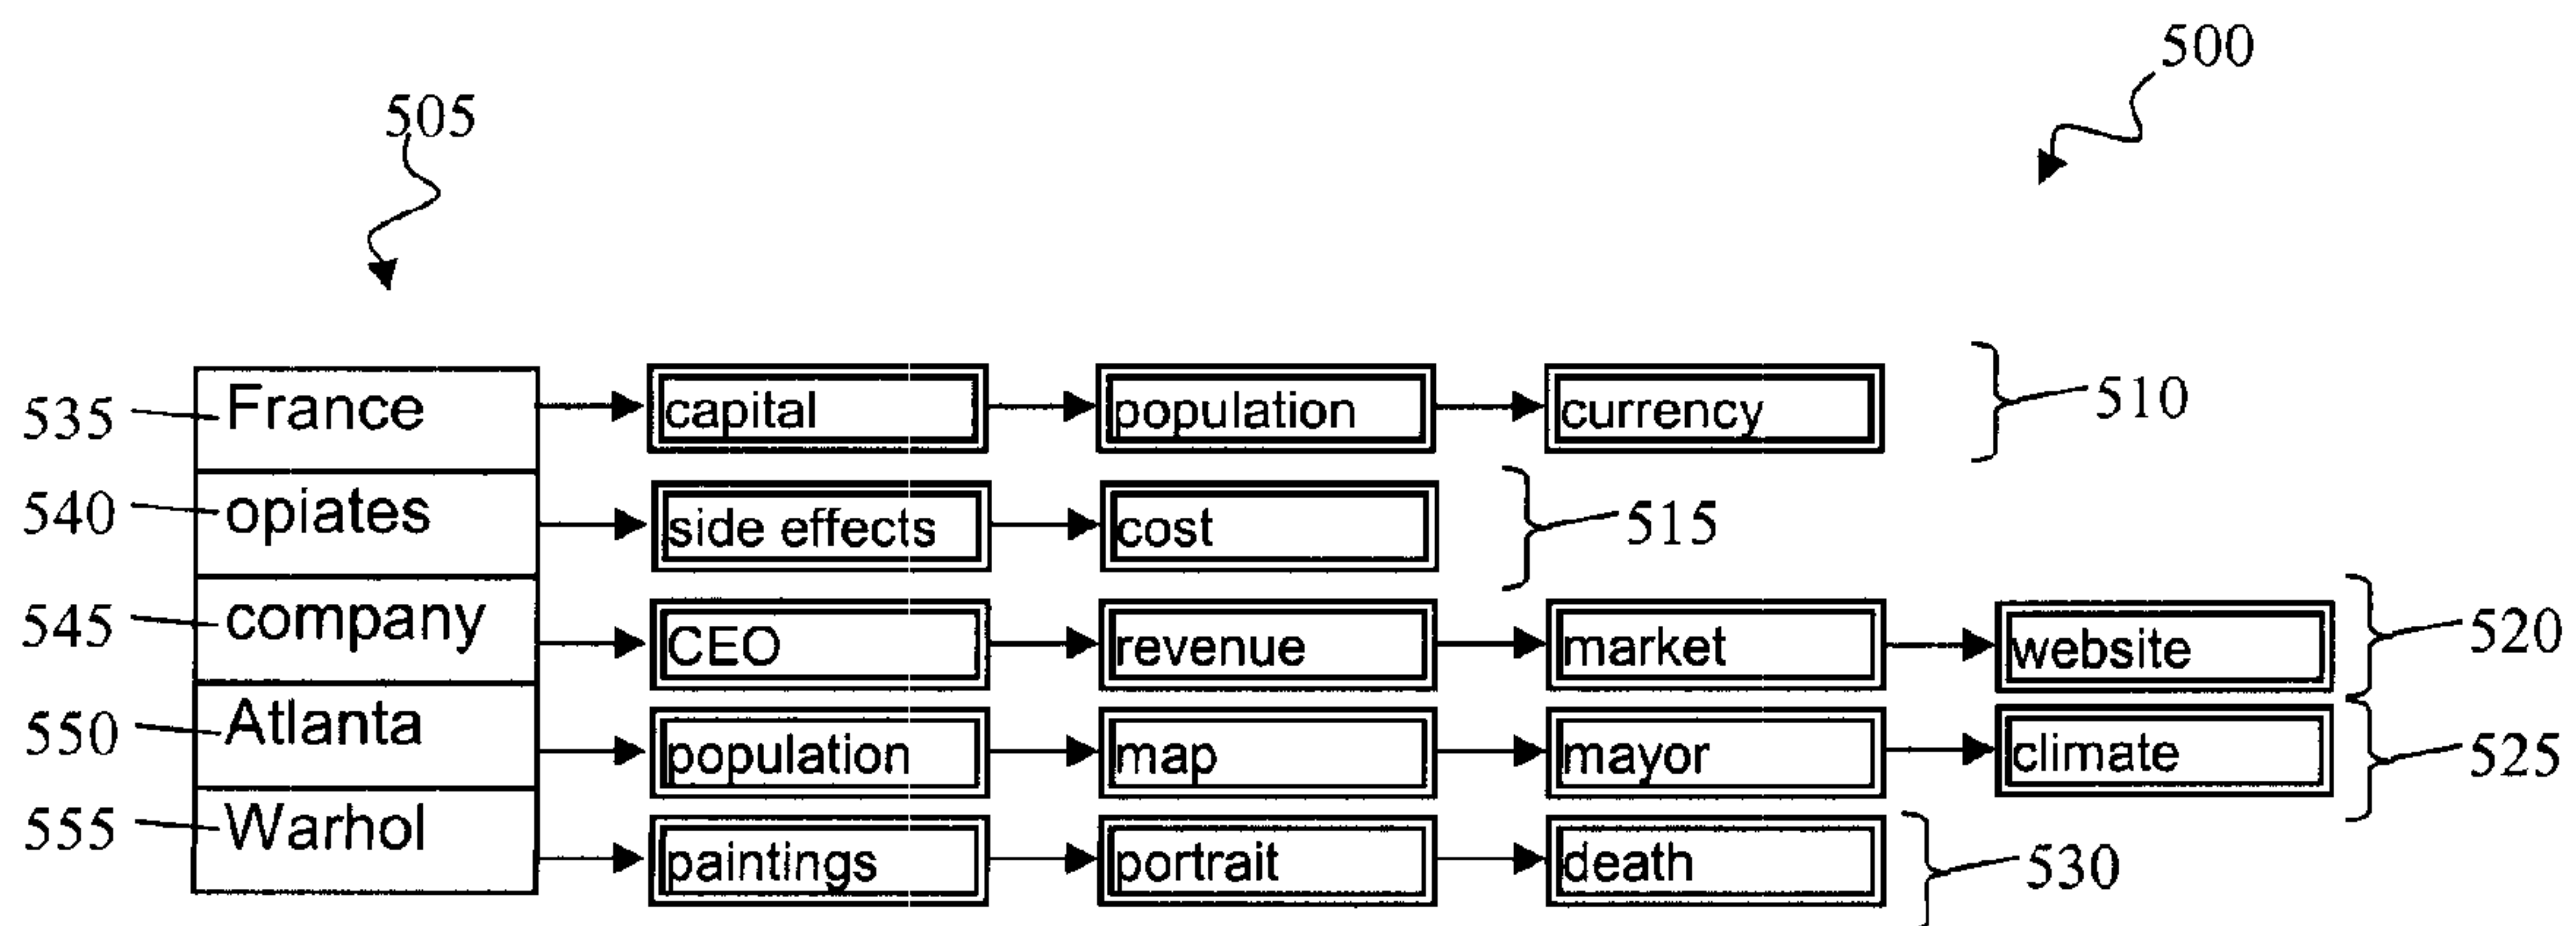 500
505
535 France capital population currency 510
540 opiates side effects cost 515
545 company CEO revenue market website 520
550 Atlanta population map mayor climate 525
555 Warhol paintings portrait death 530